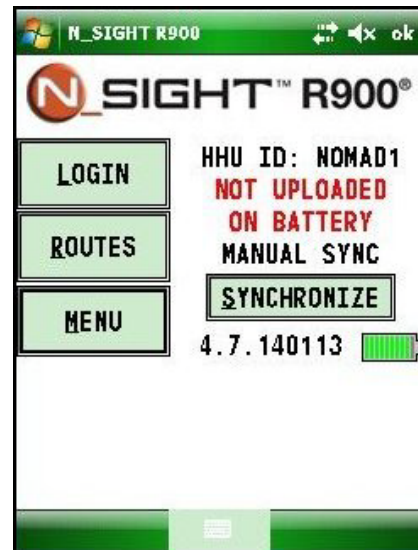 N_SIGHT R900 ok
N_SIGHT™ R900®
LOGIN
ROUTES
MENU
HHU ID: NOMAD1
NOT UPLOADED
ON BATTERY
MANUAL SYNC
SYNCHRONIZE
4.7.140113